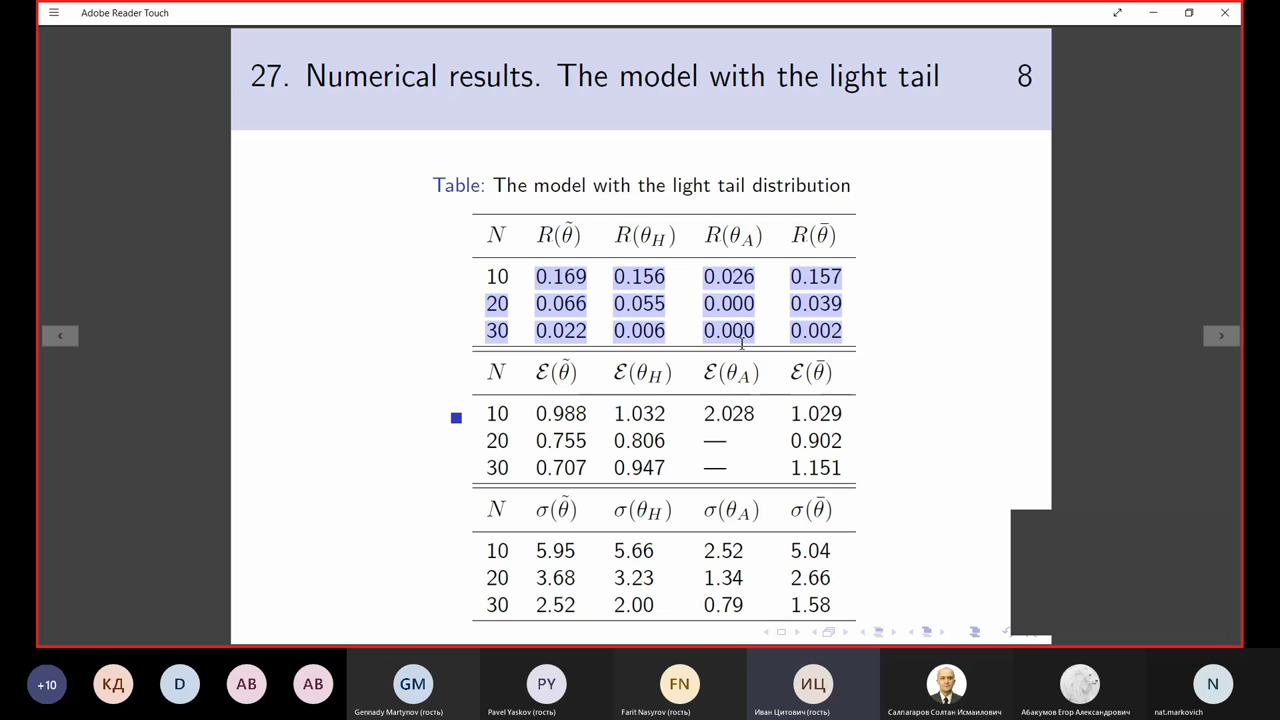 Adobe Reader Touch
27. Numerical results. The model with the light tail 8
Table: The model with the light tail distribution
N R(θ̃) R(θ_H) R(θ_A) R(θ̄)
10 0.169 0.156 0.026 0.157
20 0.066 0.055 0.000 0.039
30 0.022 0.006 0.000 0.002
N ℰ(θ̃) ℰ(θ_H) ℰ(θ_A) ℰ(θ̄)
10 0.988 1.032 2.028 1.029
20 0.755 0.806 — 0.902
30 0.707 0.947 — 1.151
N σ(θ̃) σ(θ_H) σ(θ_A) σ(θ̄)
10 5.95 5.66 2.52 5.04
20 3.68 3.23 1.34 2.66
30 2.52 2.00 0.79 1.58
+10 КД D АВ АВ GM PY FN ИЦ N
Gennady Martynov (гость) Pavel Yaskov (гость) Farit Nasyrov (гость) Иван Цитович (гость) Салпагаров Солтан Исмаилович Абакумов Егор Александрович nat.markovich